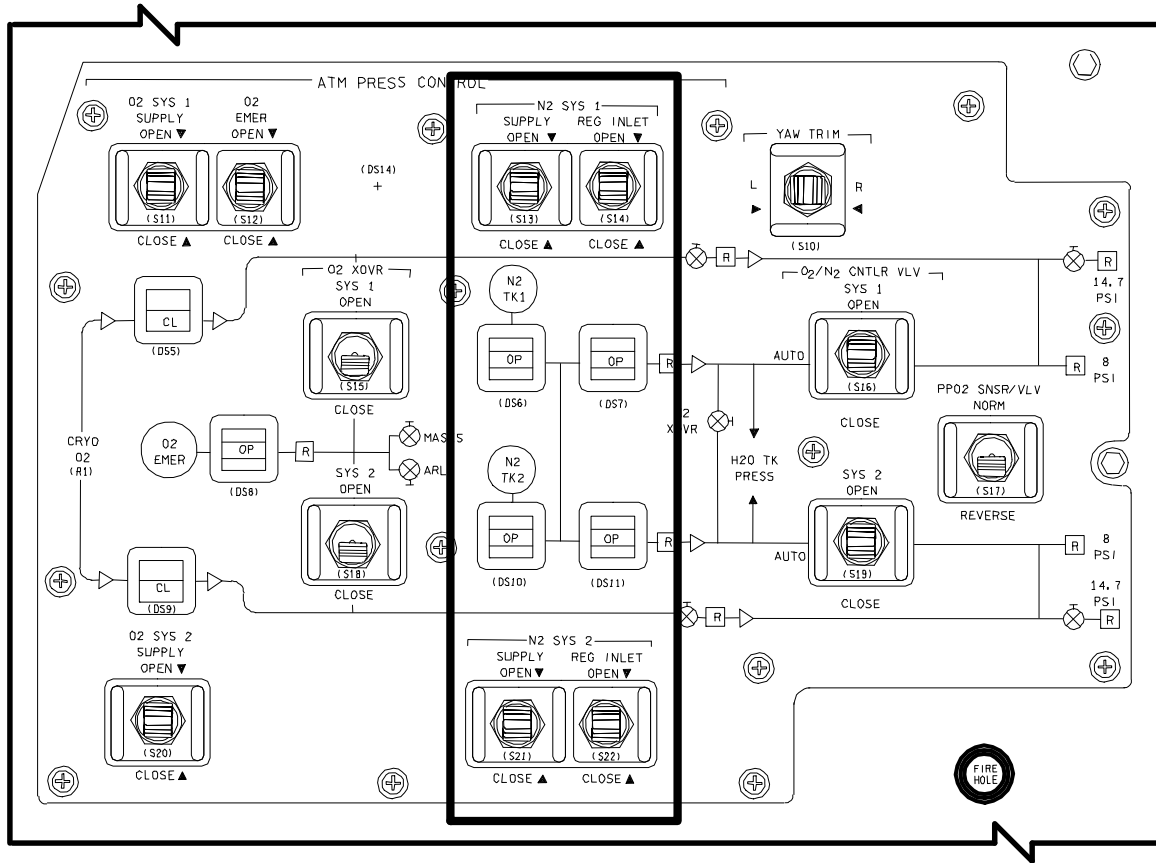 ATM PRESS CONTROL
O2 SYS 1
SUPPLY
OPEN ▼
(S11)
CLOSE ▲
O2
EMER
OPEN ▼
(S12)
CLOSE ▲
(DS14)
N2 SYS 1
SUPPLY
OPEN ▼
(S13)
CLOSE ▲
REG INLET
OPEN ▼
(S14)
CLOSE ▲
YAW TRIM
L
R
(S10)
O2 XOVR
SYS 1
OPEN
(S15)
CLOSE
CL
(DS5)
N2
TK1
OP
(DS6)
OP
(DS7)
R
R
O2/N2 CNTLR VLV
SYS 1
OPEN
AUTO
(S16)
CLOSE
R
14.7
PSI
R
8
PSI
CRYO
O2
(R1)
O2
EMER
OP
(DS8)
R
XOVR
H2O TK
PRESS
PPO2 SNSR/VLV
NORM
(S17)
REVERSE
SYS 2
OPEN
(S18)
CLOSE
CL
(DS9)
N2
TK2
OP
(DS10)
OP
(DS11)
R
R
SYS 2
OPEN
AUTO
(S19)
CLOSE
R
8
PSI
14.7
PSI
R
O2 SYS 2
SUPPLY
OPEN ▼
(S20)
CLOSE ▲
N2 SYS 2
SUPPLY
OPEN ▼
(S21)
CLOSE ▲
REG INLET
OPEN ▼
(S22)
CLOSE ▲
FIRE
HOLE